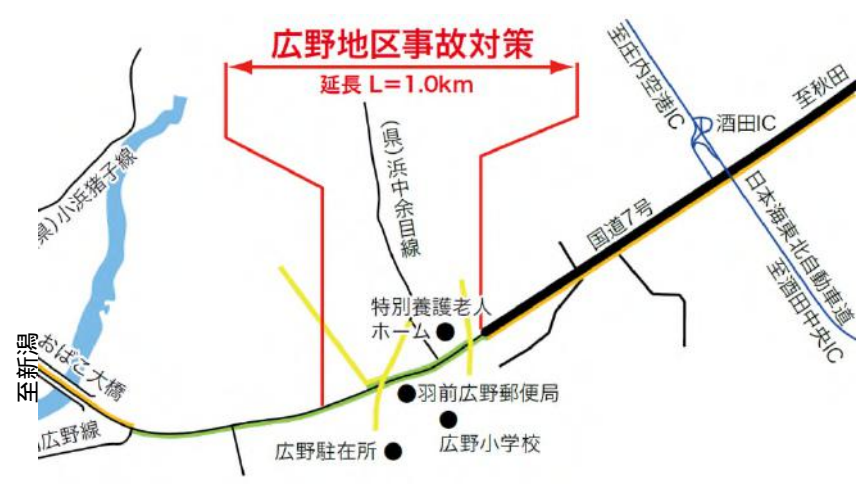 広野地区事故対策
延長 L=1.0km
至庄内空港IC
酒田IC
至秋田
(県)浜中余目線
県)小浜猪子線
国道7号
日本海東北自動車道
至酒田中央IC
特別養護老人
ホーム
至新潟
おばこ大橋
羽前広野郵便局
広野線
広野小学校
広野駐在所